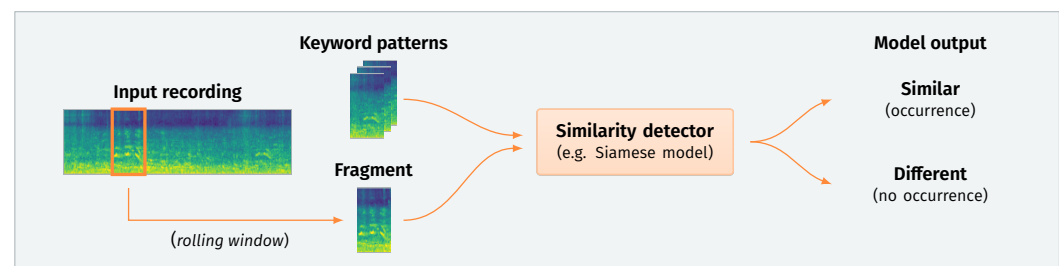 Input recording
(rolling window)
Keyword patterns
Fragment
Similarity detector
(e.g. Siamese model)
Model output
Similar
(occurrence)
Different
(no occurrence)